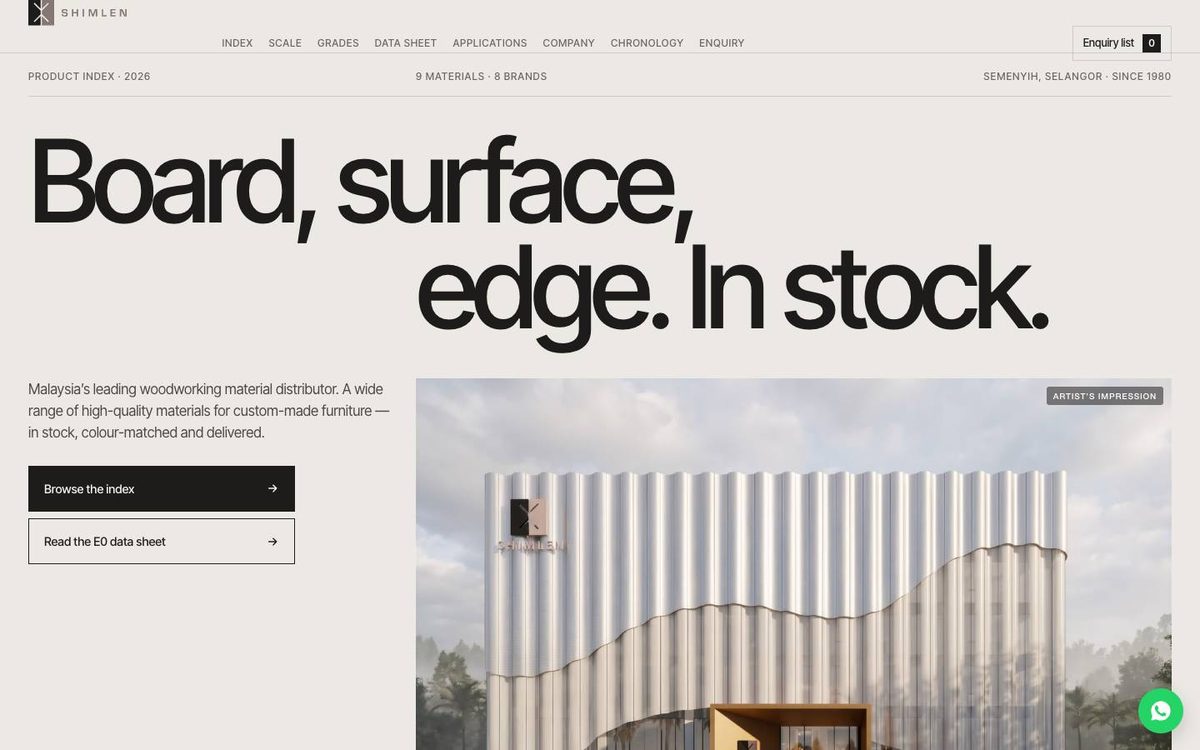 SHIMLEN
INDEX SCALE GRADES DATA SHEET APPLICATIONS COMPANY CHRONOLOGY ENQUIRY
Enquiry list 0
PRODUCT INDEX · 2026
9 MATERIALS · 8 BRANDS
SEMENYIH, SELANGOR · SINCE 1980
Board, surface,
edge. In stock.
Malaysia's leading woodworking material distributor. A wide
range of high-quality materials for custom-made furniture —
in stock, colour-matched and delivered.
Browse the index →
Read the E0 data sheet →
ARTIST'S IMPRESSION
SHIMLEN